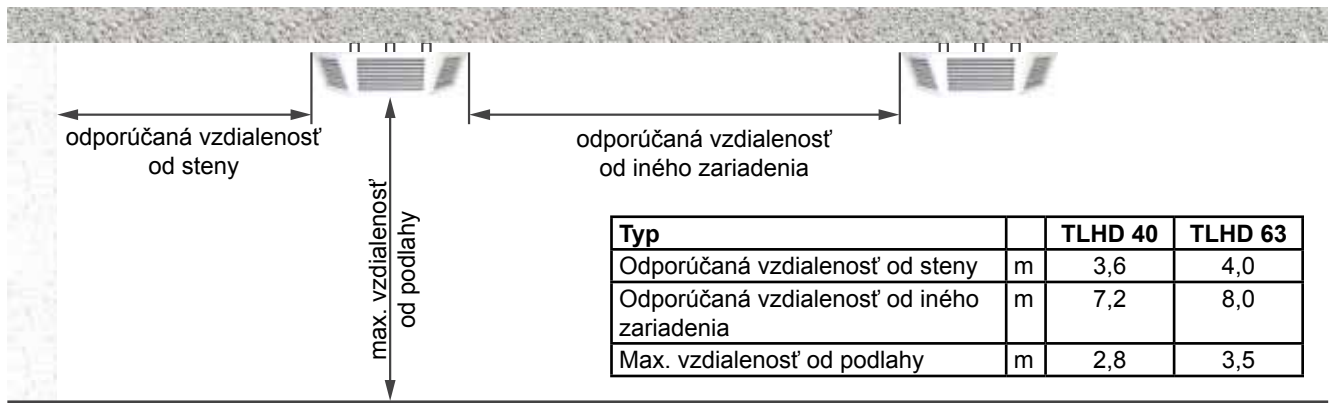 odporúčaná vzdialenosť
od steny
odporúčaná vzdialenosť
od iného zariadenia
max. vzdialenosť
od podlahy
Typ TLHD 40 TLHD 63
Odporúčaná vzdialenosť od steny m 3,6 4,0
Odporúčaná vzdialenosť od iného m 7,2 8,0
zariadenia
Max. vzdialenosť od podlahy m 2,8 3,5